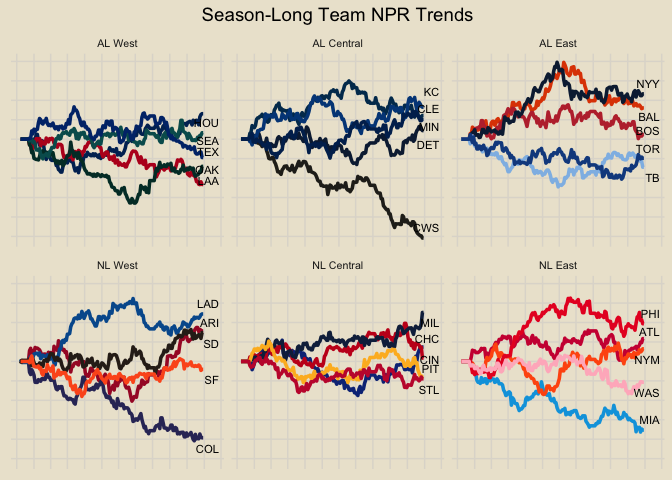 Season-Long Team NPR Trends
AL West
AL Central
AL East
HOU
SEA
TEX
OAK
LAA
KC
CLE
MIN
DET
CWS
NYY
BAL
BOS
TOR
TB
NL West
NL Central
NL East
LAD
ARI
SD
SF
COL
MIL
CHC
CIN
PIT
STL
PHI
ATL
NYM
WAS
MIA